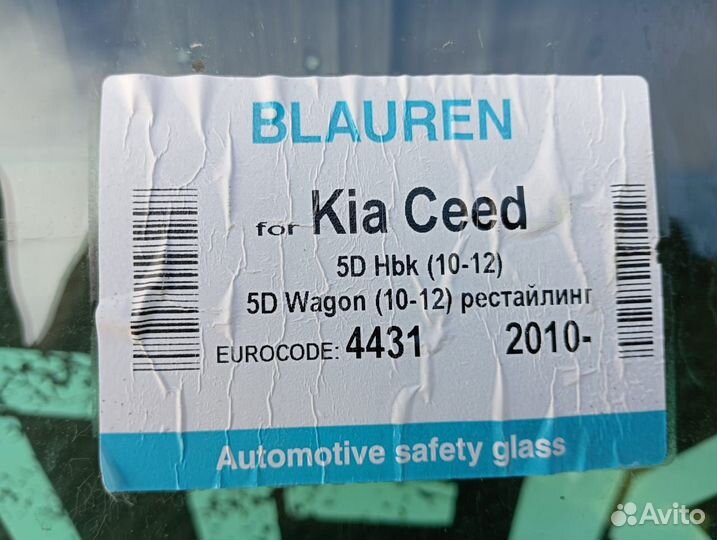 BLAUREN
for Kia Ceed
5D Hbk (10-12)
5D Wagon (10-12) рестайлинг
EUROCODE: 4431 2010-
Automotive safety glass
Avito